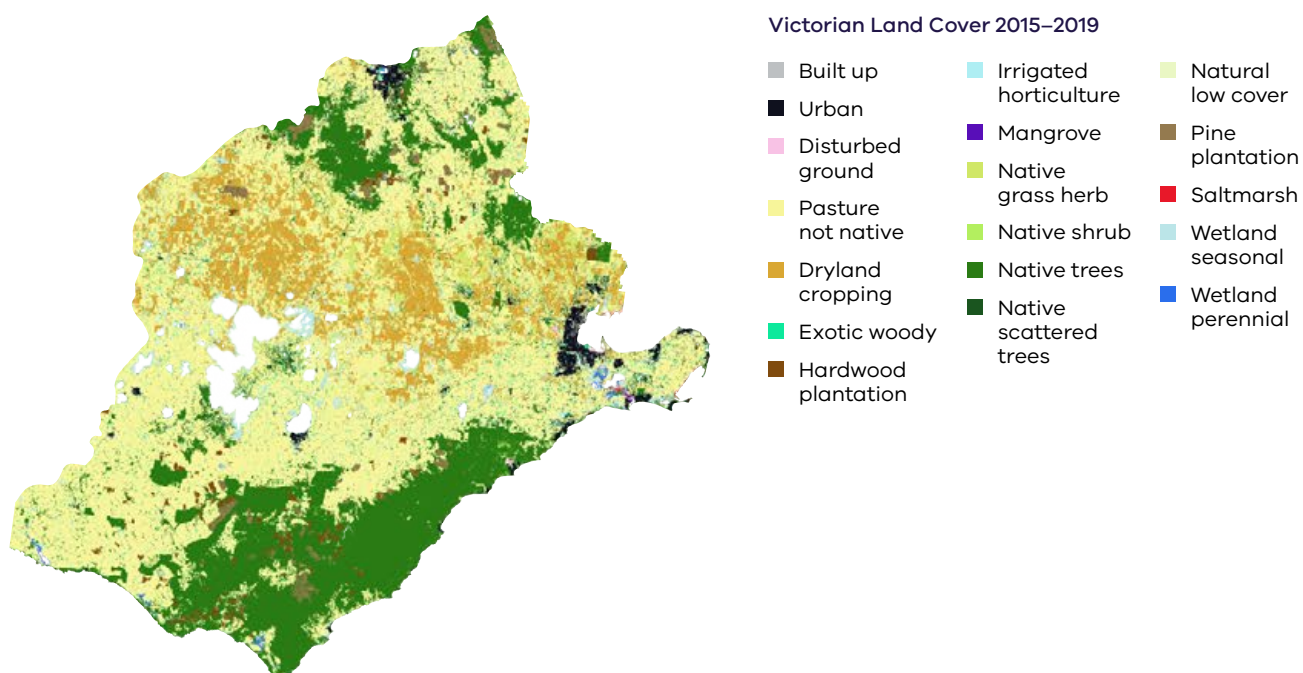 Victorian Land Cover 2015–2019
Built up
Urban
Disturbed
ground
Pasture
not native
Dryland
cropping
Exotic woody
Hardwood
plantation
Irrigated
horticulture
Mangrove
Native
grass herb
Native shrub
Native trees
Native
scattered
trees
Natural
low cover
Pine
plantation
Saltmarsh
Wetland
seasonal
Wetland
perennial